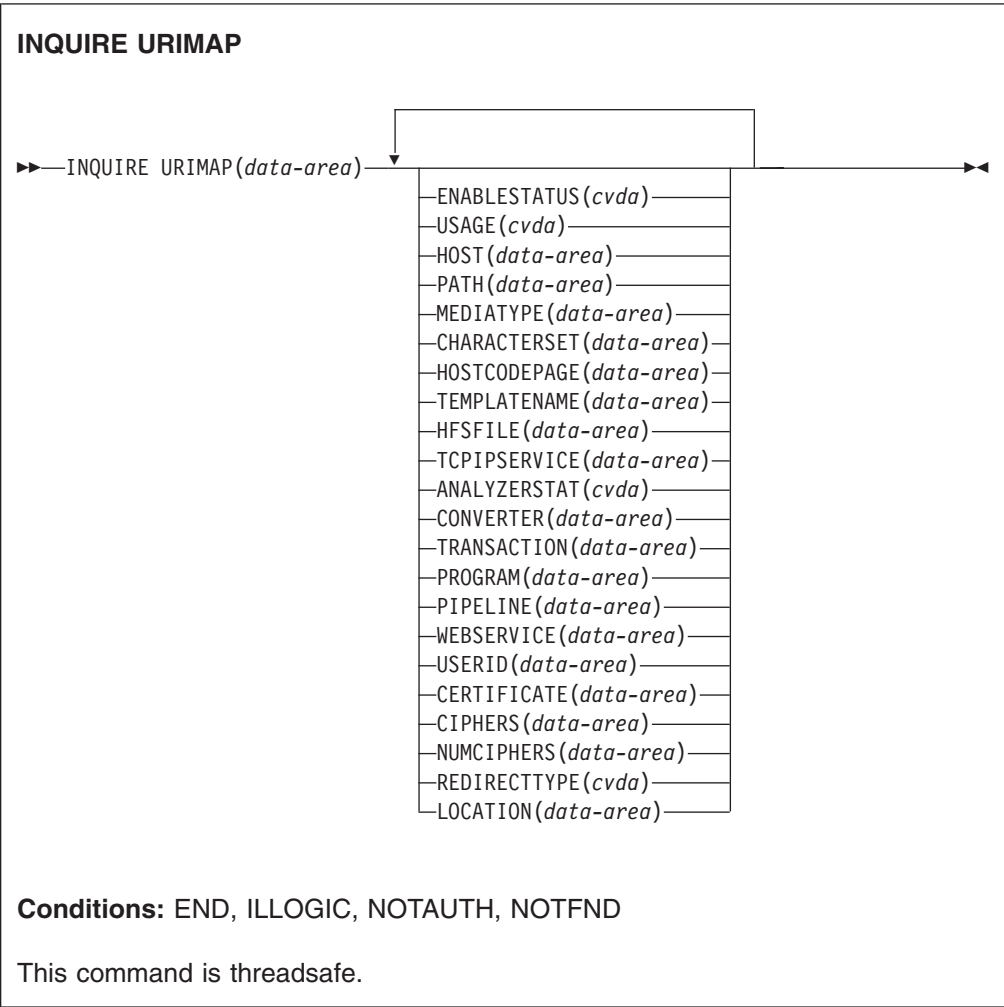 INQUIRE URIMAP
INQUIRE URIMAP(data-area)
ENABLESTATUS(cvda)
USAGE(cvda)
HOST(data-area)
PATH(data-area)
MEDIATYPE(data-area)
CHARACTERSET(data-area)
HOSTCODEPAGE(data-area)
TEMPLATENAME(data-area)
HFSFILE(data-area)
TCPIPSERVICE(data-area)
ANALYZERSTAT(cvda)
CONVERTER(data-area)
TRANSACTION(data-area)
PROGRAM(data-area)
PIPELINE(data-area)
WEBSERVICE(data-area)
USERID(data-area)
CERTIFICATE(data-area)
CIPHERS(data-area)
NUMCIPHERS(data-area)
REDIRECTTYPE(cvda)
LOCATION(data-area)
Conditions: END, ILLOGIC, NOTAUTH, NOTFND
This command is threadsafe.